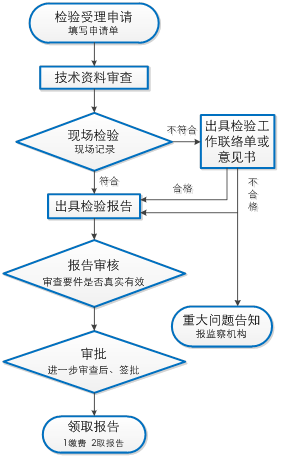 检验受理申请
填写申请单
技术资料审查
现场检验
现场记录
不符合
出具检验工
作联络单或
意见书
符合
合格
不合格
出具检验报告
报告审核
审查要件是否真实有效
重大问题告知
报监察机构
审批
进一步审查后、签批
领取报告
1缴费 2取报告